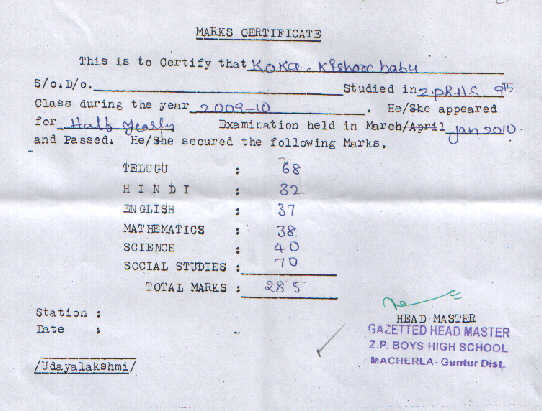 MARKS CERTIFICATE
This is to Certify that Koka. Kishore babu
S/o.D/o. Studied in Z.P.B.H.S 9th
Class during the year 2009-10. He/She appeared
for Half Yearly Examination held in March/April Jan 2010.
and Passed. He/She secured the following Marks.
TELUGU : 68
HINDI : 32
ENGLISH : 37
MATHEMATICS : 38
SCIENCE : 40
SOCIAL STUDIES : 70
TOTAL MARKS : 285
Station :
Date :
HEAD MASTER
GAZETTED HEAD MASTER
Z.P. BOYS HIGH SCHOOL
MACHERLA- Guntur Dist.
/Udayalakshmi/